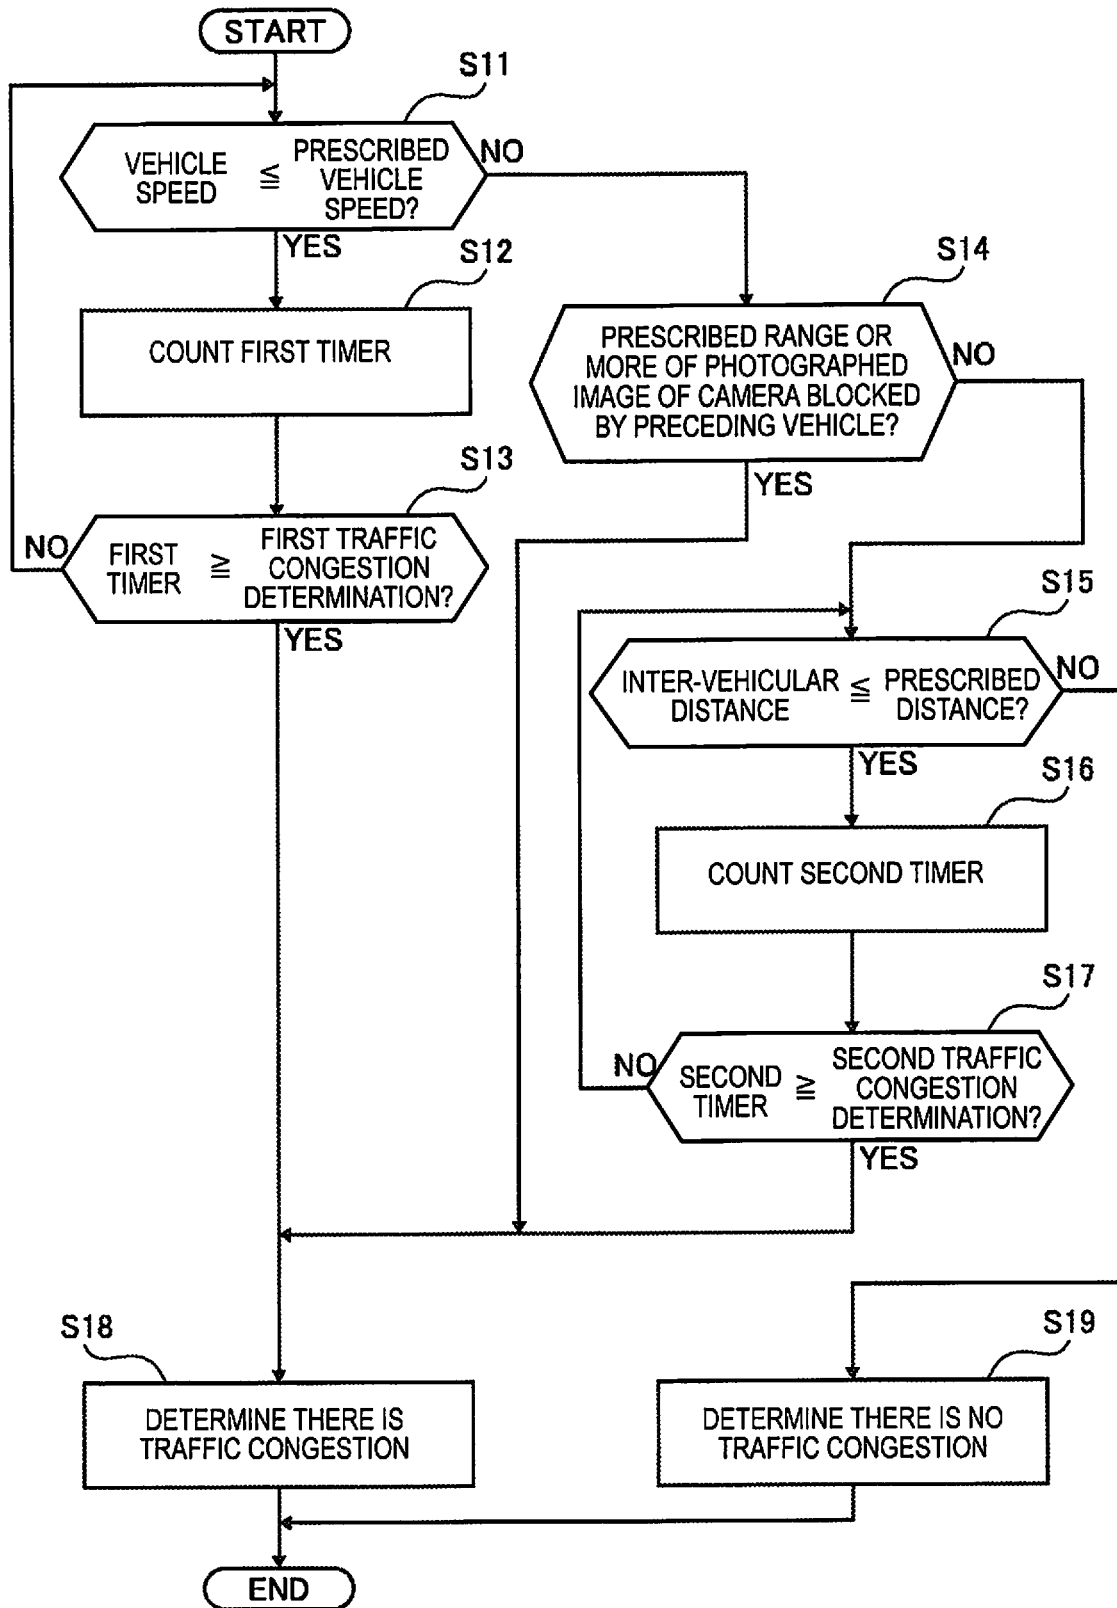 START
S11
VEHICLE SPEED ≦ PRESCRIBED VEHICLE SPEED?
NO
YES
S12
COUNT FIRST TIMER
S13
FIRST TIMER ≧ FIRST TRAFFIC CONGESTION DETERMINATION?
NO
YES
S14
PRESCRIBED RANGE OR
MORE OF PHOTOGRAPHED
IMAGE OF CAMERA BLOCKED
BY PRECEDING VEHICLE?
NO
YES
S15
INTER-VEHICULAR DISTANCE ≦ PRESCRIBED DISTANCE?
NO
YES
S16
COUNT SECOND TIMER
S17
SECOND TIMER ≧ SECOND TRAFFIC CONGESTION DETERMINATION?
NO
YES
S18
DETERMINE THERE IS
TRAFFIC CONGESTION
S19
DETERMINE THERE IS NO
TRAFFIC CONGESTION
END